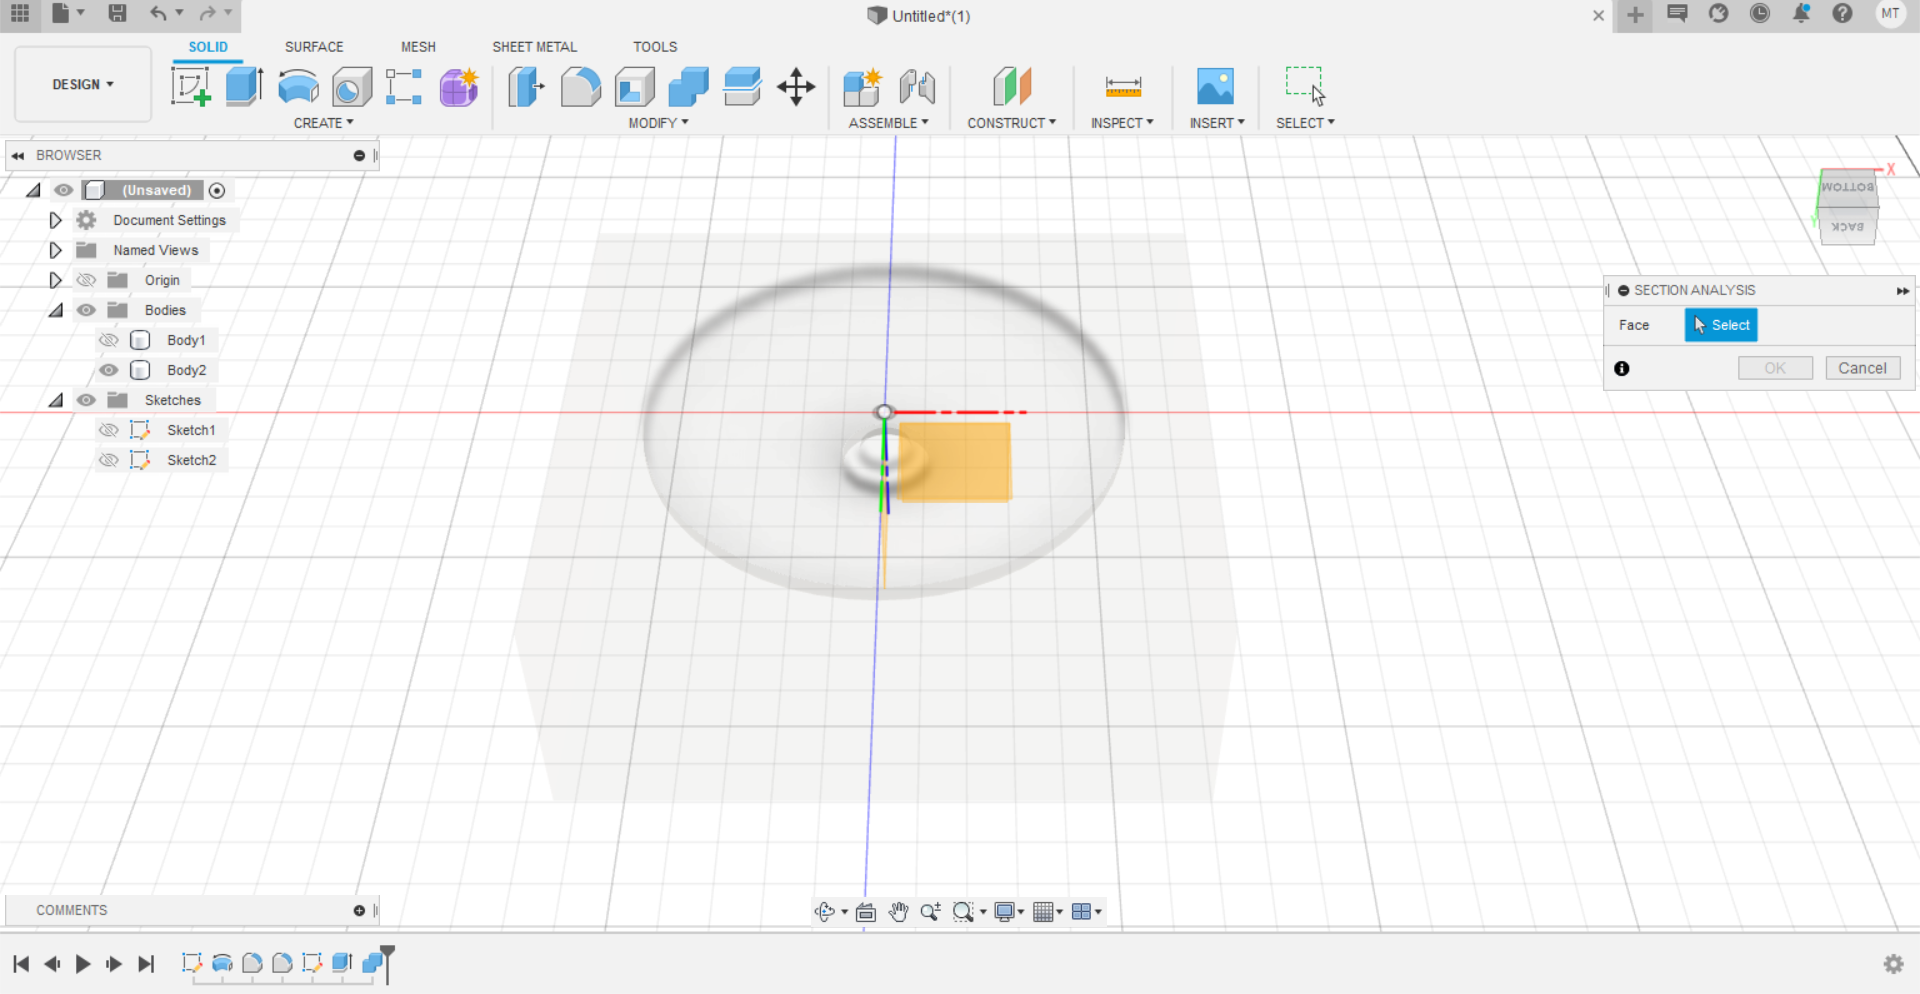 Untitled*(1)
MT
SOLID
SURFACE
MESH
SHEET METAL
TOOLS
DESIGN
CREATE
MODIFY
ASSEMBLE
CONSTRUCT
INSPECT
INSERT
SELECT
BROWSER
(Unsaved)
Document Settings
Named Views
Origin
Bodies
Body1
Body2
Sketches
Sketch1
Sketch2
X
BOTTOM
BACK
SECTION ANALYSIS
Face
Select
OK
Cancel
COMMENTS